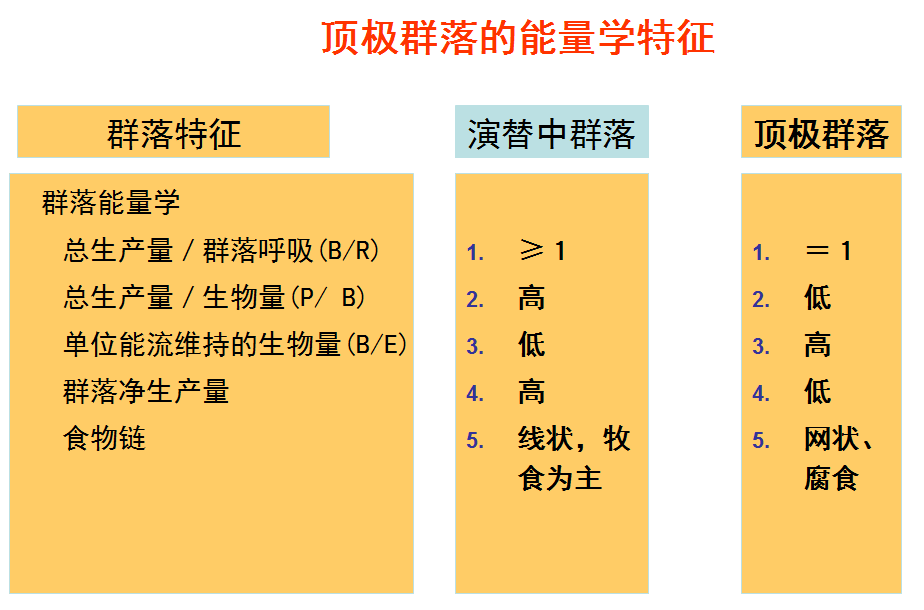 顶极群落的能量学特征
群落特征
演替中群落
顶极群落
群落能量学
总生产量/群落呼吸(B/R)
总生产量/生物量(P/ B)
单位能流维持的生物量(B/E)
群落净生产量
食物链
1. ≥1
2. 高
3. 低
4. 高
5. 线状，牧
食为主
1. ＝1
2. 低
3. 高
4. 低
5. 网状、
腐食